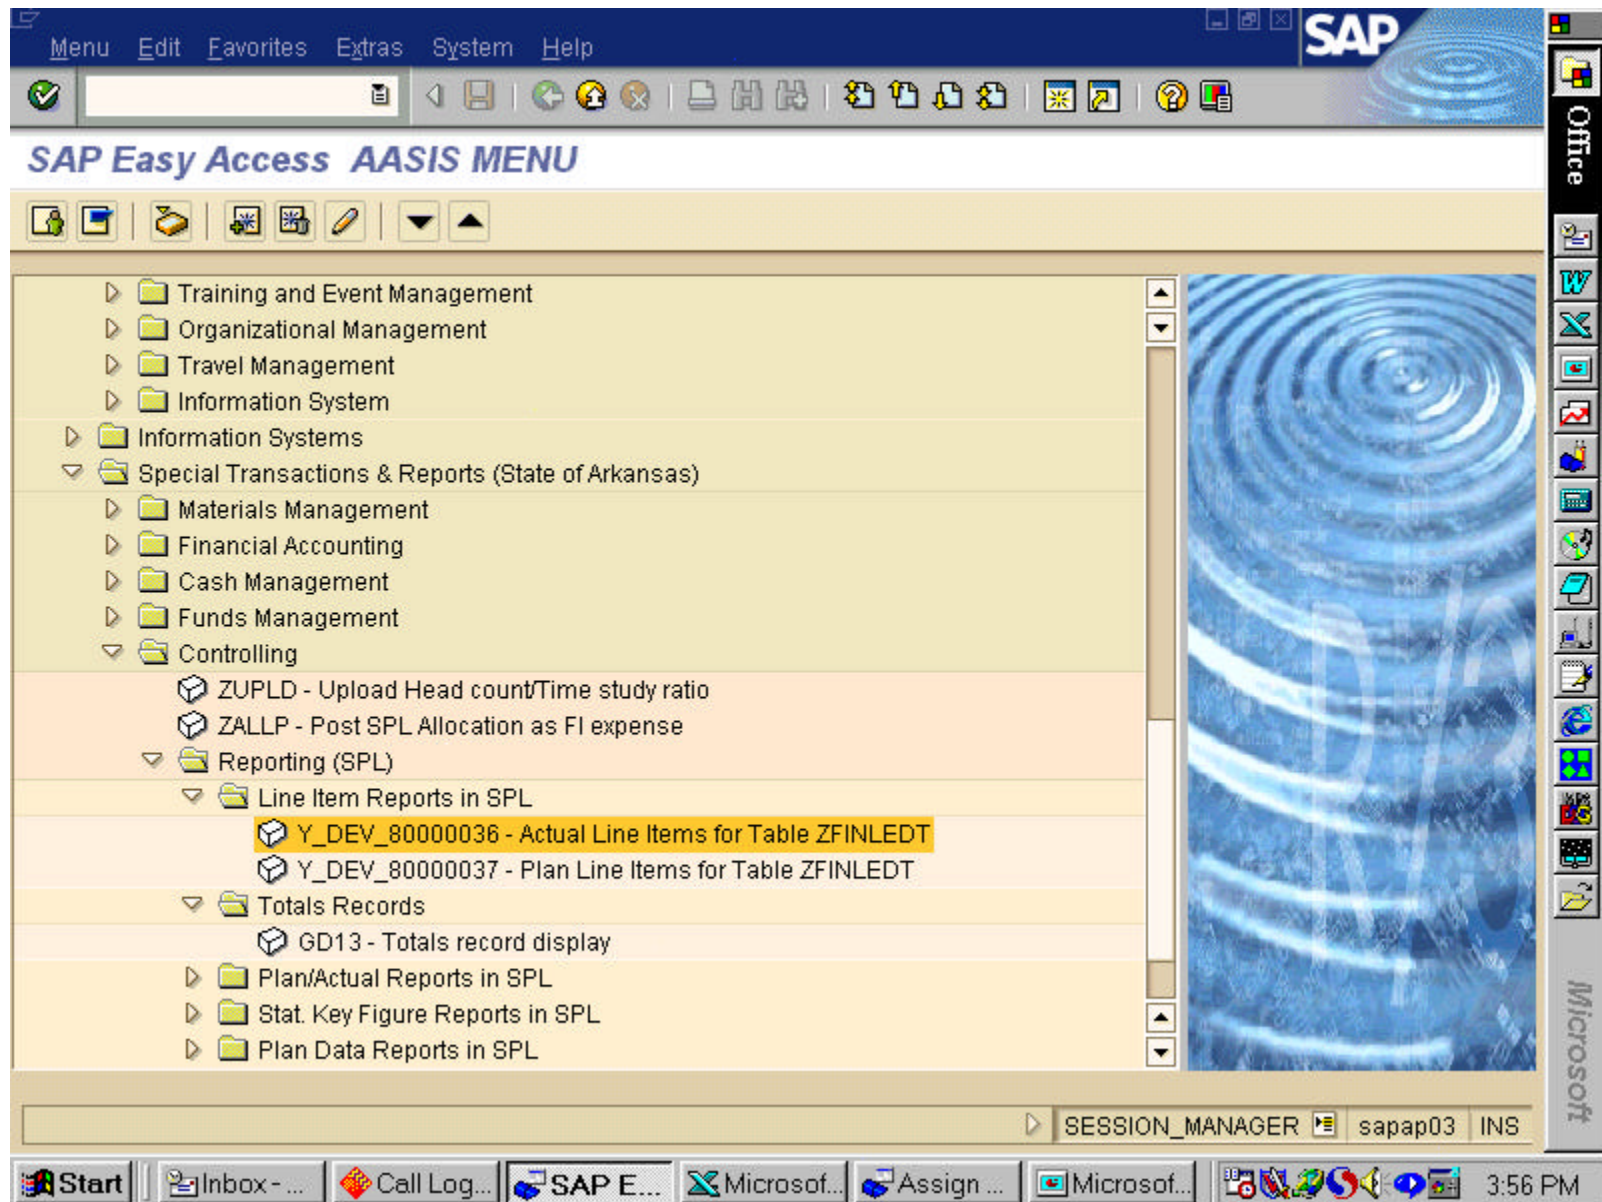 SAP
Menu Edit Favorites Extras System Help
SAP Easy Access AASIS MENU
Training and Event Management
Organizational Management
Travel Management
Information System
Information Systems
Special Transactions & Reports (State of Arkansas)
Materials Management
Financial Accounting
Cash Management
Funds Management
Controlling
ZUPLD - Upload Head count/Time study ratio
ZALLP - Post SPL Allocation as FI expense
Reporting (SPL)
Line Item Reports in SPL
Y_DEV_80000036 - Actual Line Items for Table ZFINLEDT
Y_DEV_80000037 - Plan Line Items for Table ZFINLEDT
Totals Records
GD13 - Totals record display
Plan/Actual Reports in SPL
Stat. Key Figure Reports in SPL
Plan Data Reports in SPL
R/3
SESSION_MANAGER sapap03 INS
Office
Microsoft
Start Inbox - ... Call Log... SAP E... Microsof... Assign ... Microsof... 3:56 PM